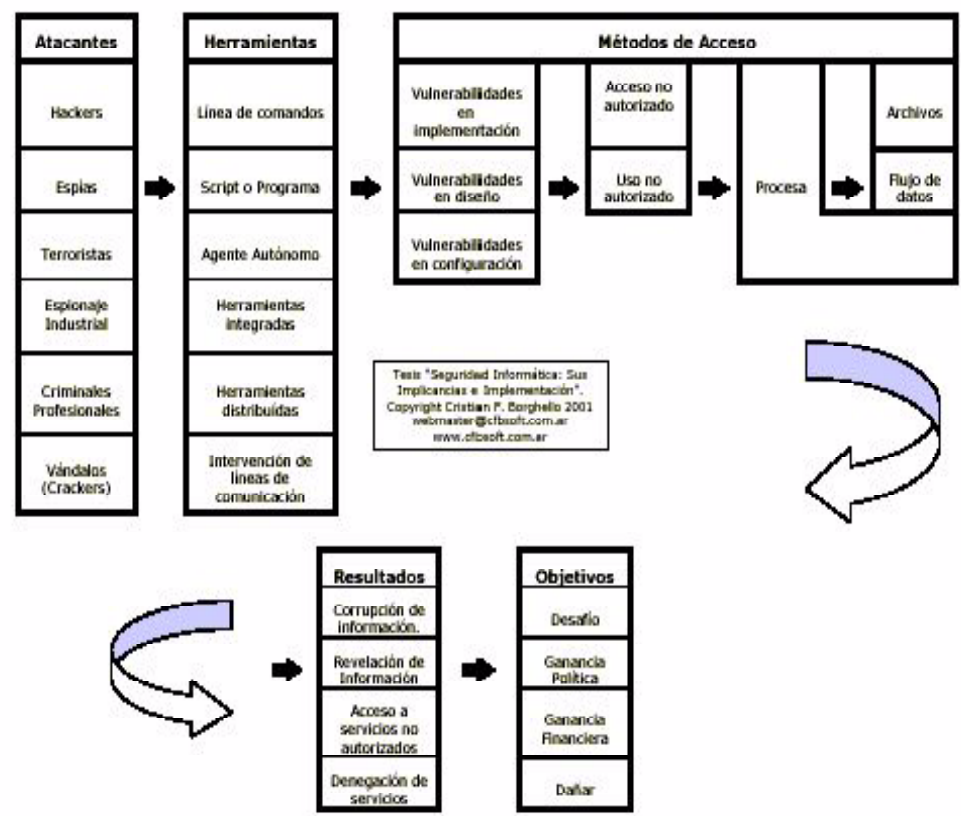 Atacantes
Hackers
Espías
Terroristas
Espionaje
Industrial
Criminales
Profesionales
Vándalos
(Crackers)
Herramientas
Línea de comandos
Script o Programa
Agente Autónomo
Herramientas
integradas
Herramientas
distribuídas
Intervención de
líneas de
comunicación
Métodos de Acceso
Vulnerabilidades
en
implementación
Vulnerabilidades
en diseño
Vulnerabilidades
en configuración
Acceso no
autorizado
Uso no
autorizado
Procesa
Archivos
Flujo de
datos
Tesis "Seguridad Informática: Sus
Implicancias e Implementación".
Copyright Cristian F. Borghello 2001
webmaster@cfbsoft.com.ar
www.cfbsoft.com.ar
Resultados
Corrupción de
información.
Revelación de
Información
Acceso a
servicios no
autorizados
Denegación de
servicios
Objetivos
Desafío
Ganancia
Política
Ganancia
Financiera
Dañar